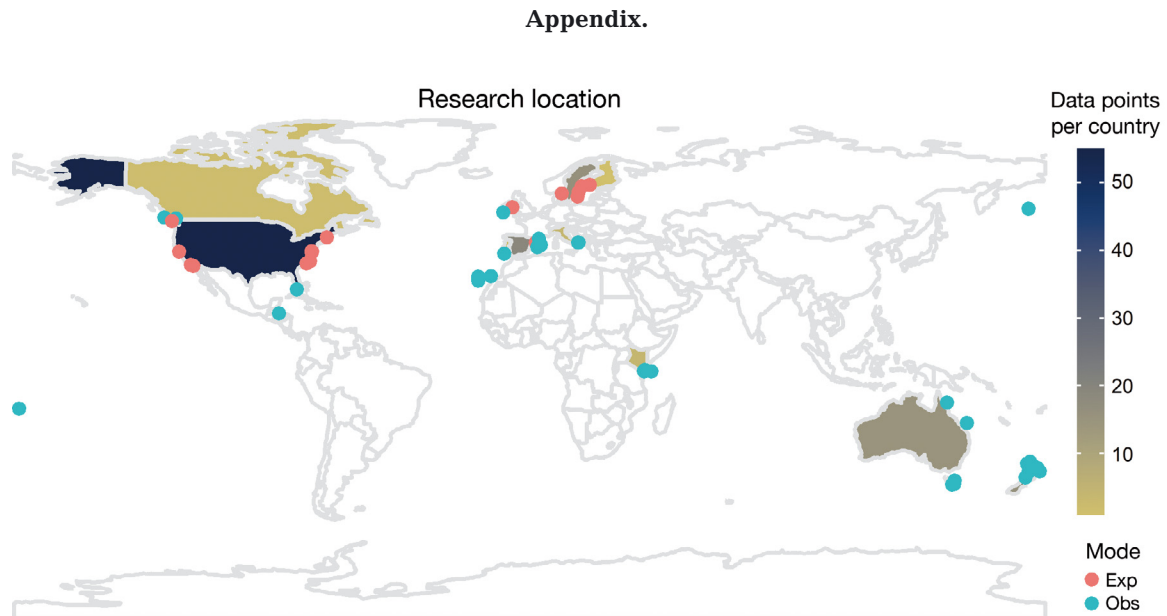 Appendix.
Research location
Data points
per country
50
40
30
20
10
Mode
Exp
Obs